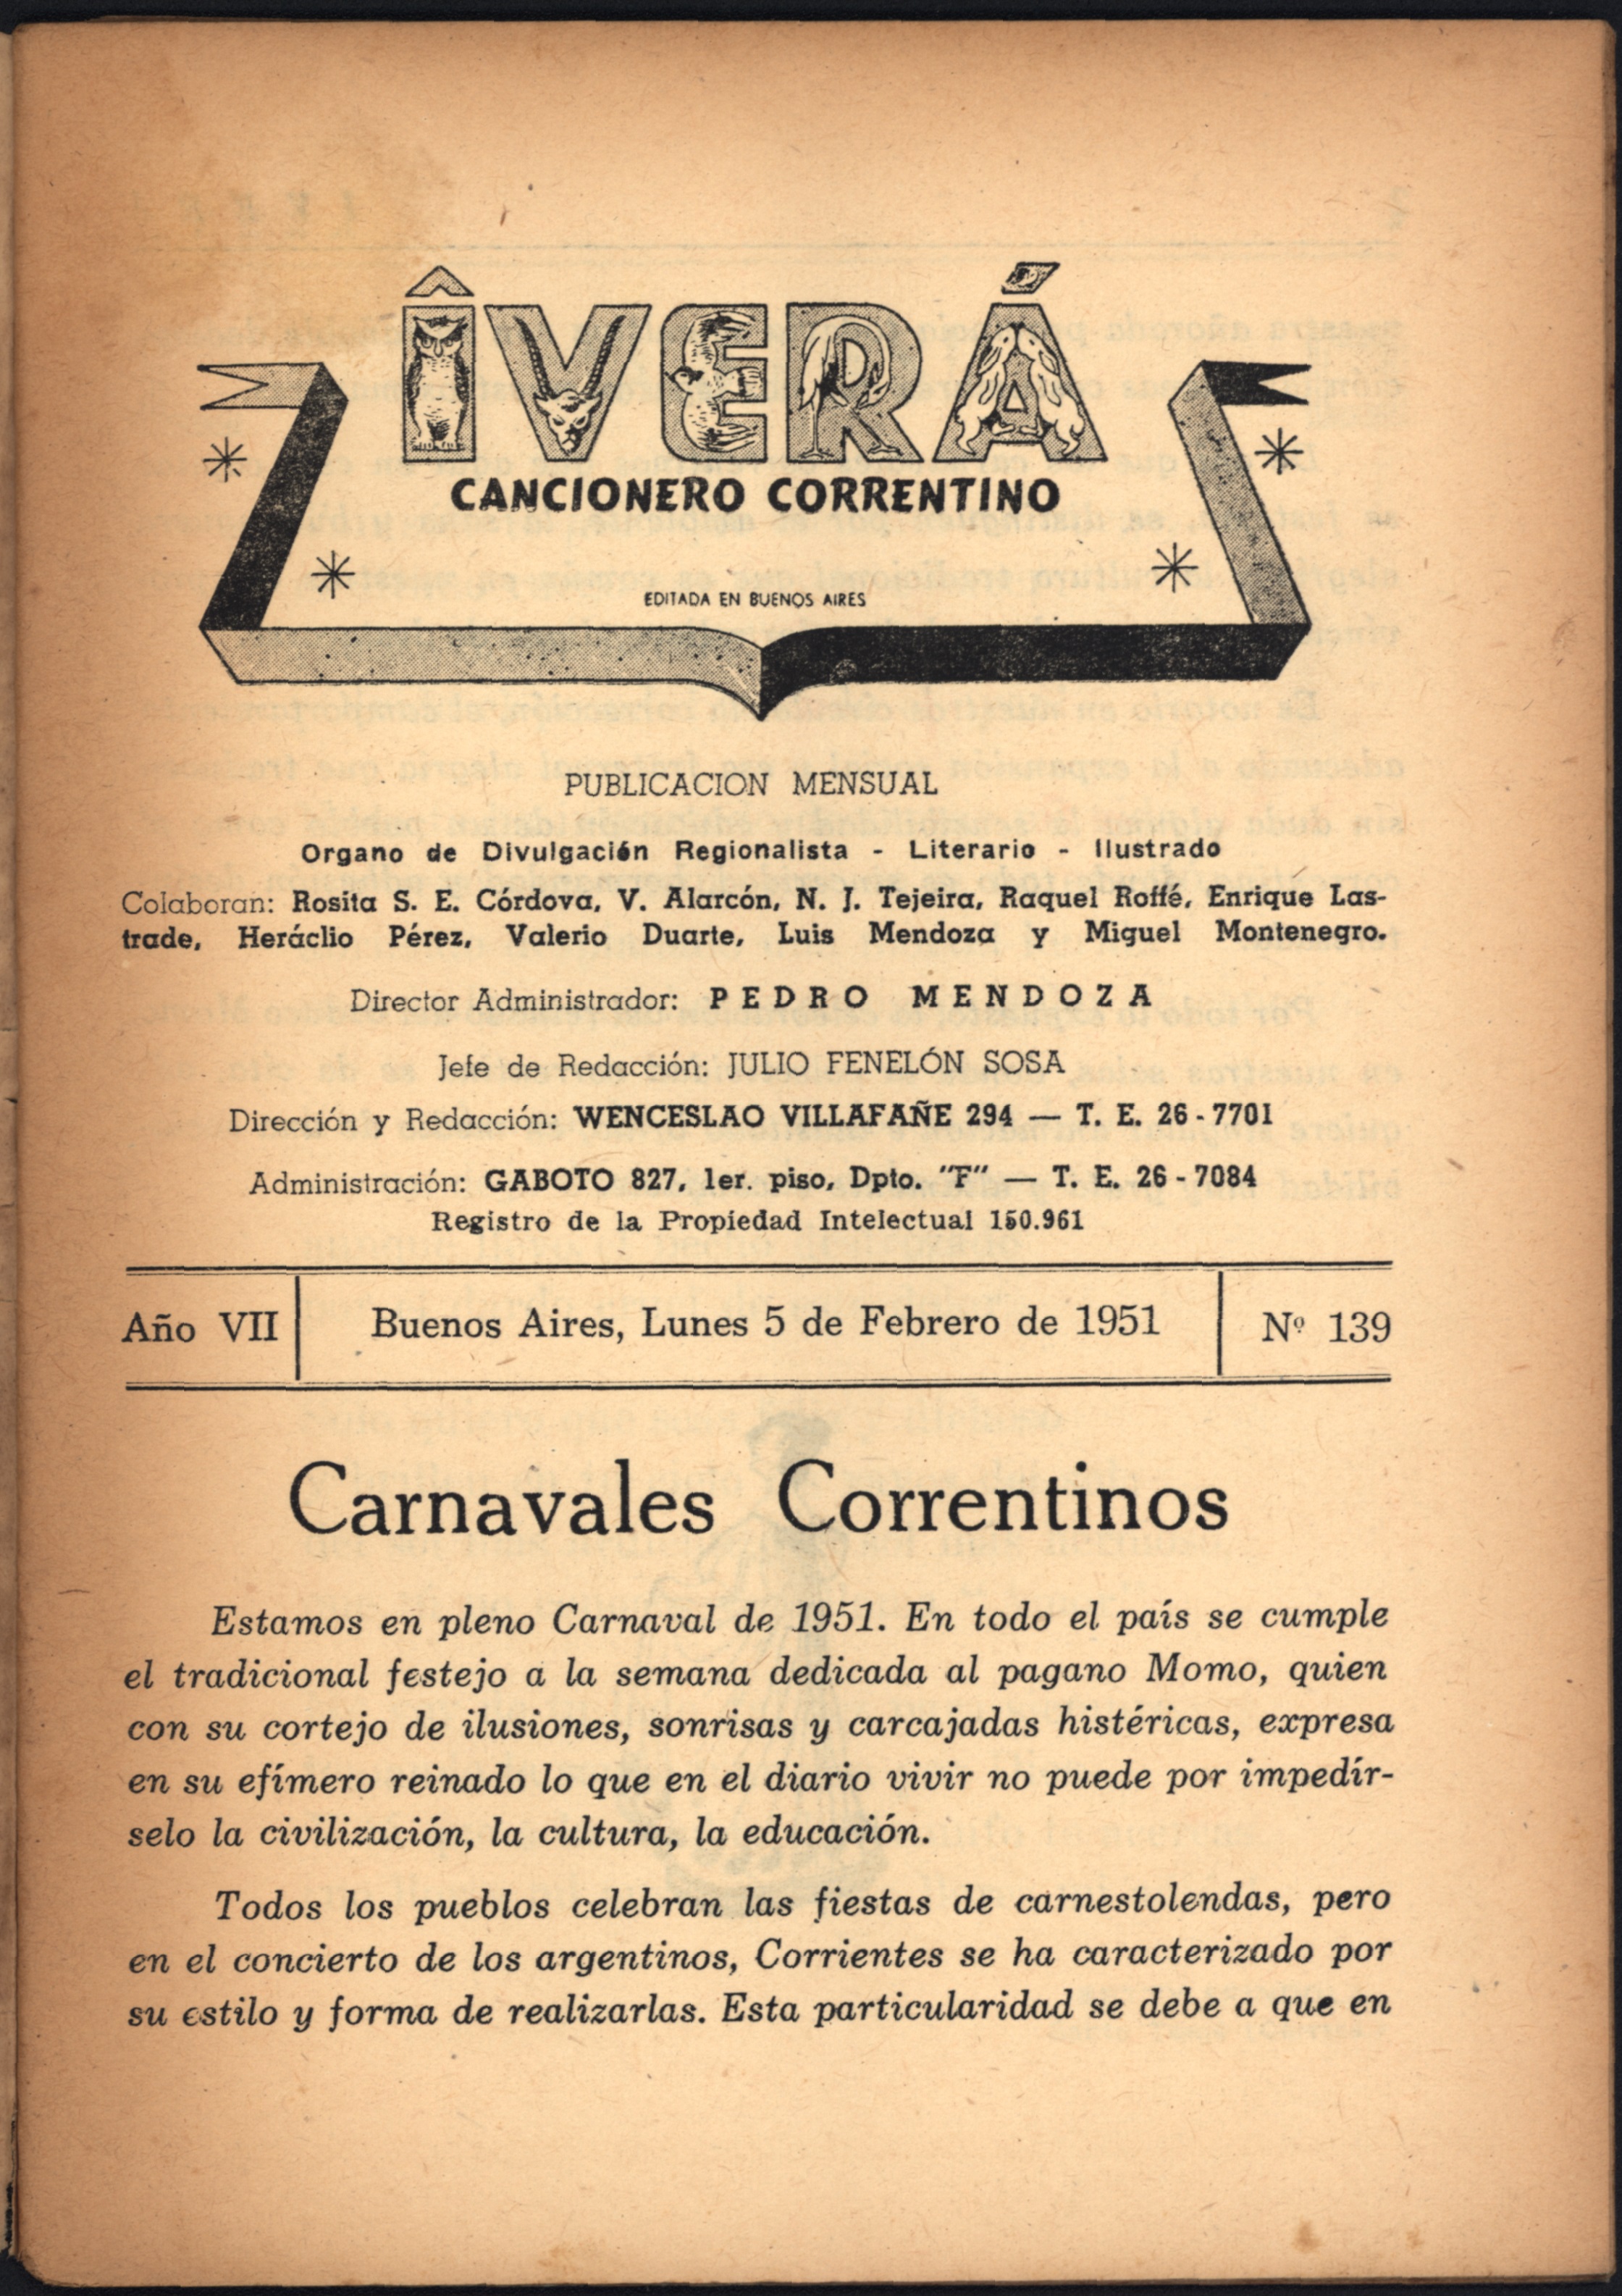 ÎVERÁ
CANCIONERO CORRENTINO
EDITADA EN BUENOS AIRES
PUBLICACION MENSUAL
Organo de Divulgación Regionalista - Literario - Ilustrado
Colaboran: Rosita S. E. Córdova, V. Alarcón, N. J. Tejeira, Raquel Roffé, Enrique Las-
trade, Heráclio Pérez, Valerio Duarte, Luis Mendoza y Miguel Montenegro.
Director Administrador: PEDRO MENDOZA
Jefe de Redacción: JULIO FENELÓN SOSA
Dirección y Redacción: WENCESLAO VILLAFAÑE 294 — T. E. 26-7701
Administración: GABOTO 827, 1er. piso, Dpto. "F" — T. E. 26-7084
Registro de la Propiedad Intelectual 150.961
Año VII
Buenos Aires, Lunes 5 de Febrero de 1951
Nº 139
Carnavales Correntinos
Estamos en pleno Carnaval de 1951. En todo el país se cumple
el tradicional festejo a la semana dedicada al pagano Momo, quien
con su cortejo de ilusiones, sonrisas y carcajadas histéricas, expresa
en su efímero reinado lo que en el diario vivir no puede por impedír-
selo la civilización, la cultura, la educación.
Todos los pueblos celebran las fiestas de carnestolendas, pero
en el concierto de los argentinos, Corrientes se ha caracterizado por
su estilo y forma de realizarlas. Esta particularidad se debe a que en